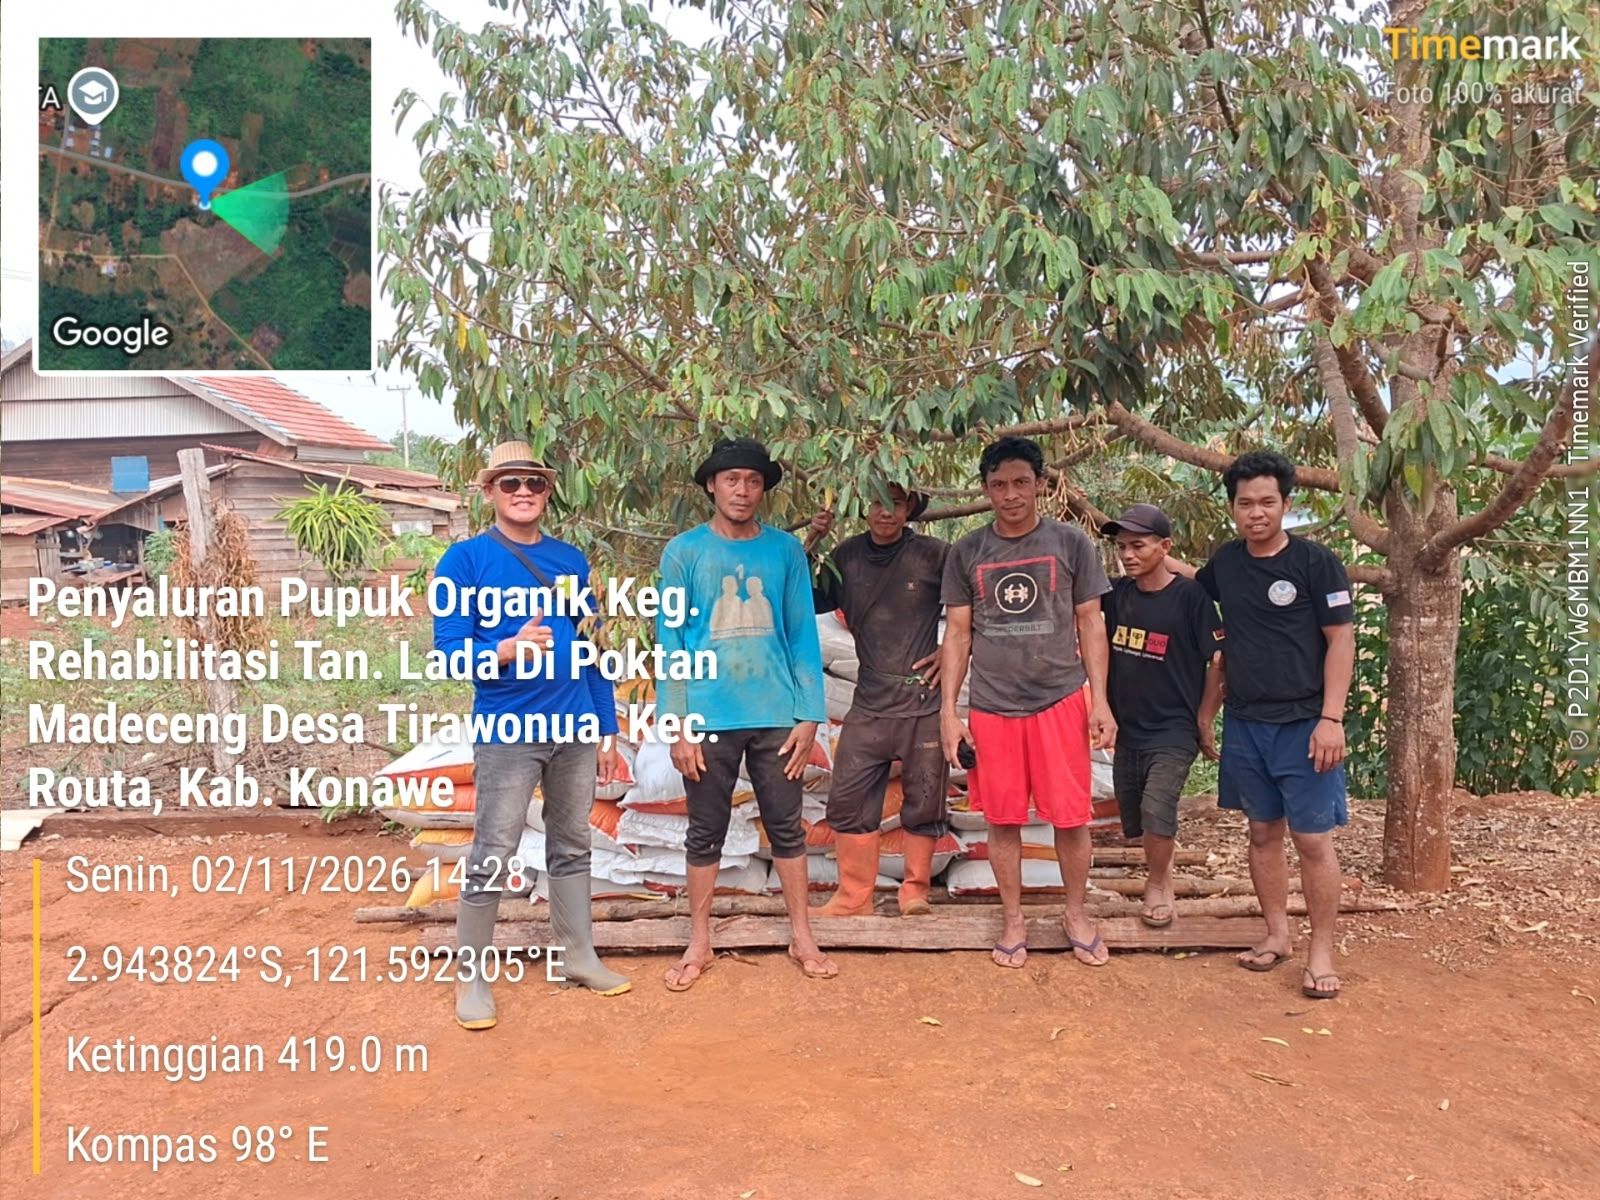 TA
Google
Timemark
Foto 100% akurat
Penyaluran Pupuk Organik Keg.
Rehabilitasi Tan. Lada Di Poktan
Madeceng Desa Tirawonua, Kec.
Routa, Kab. Konawe
Senin, 02/11/2026 14:28
2.943824°S, 121.592305°E
Ketinggian 419.0 m
Kompas 98° E
P2D1YW6MBM1NN1 Timemark Verified